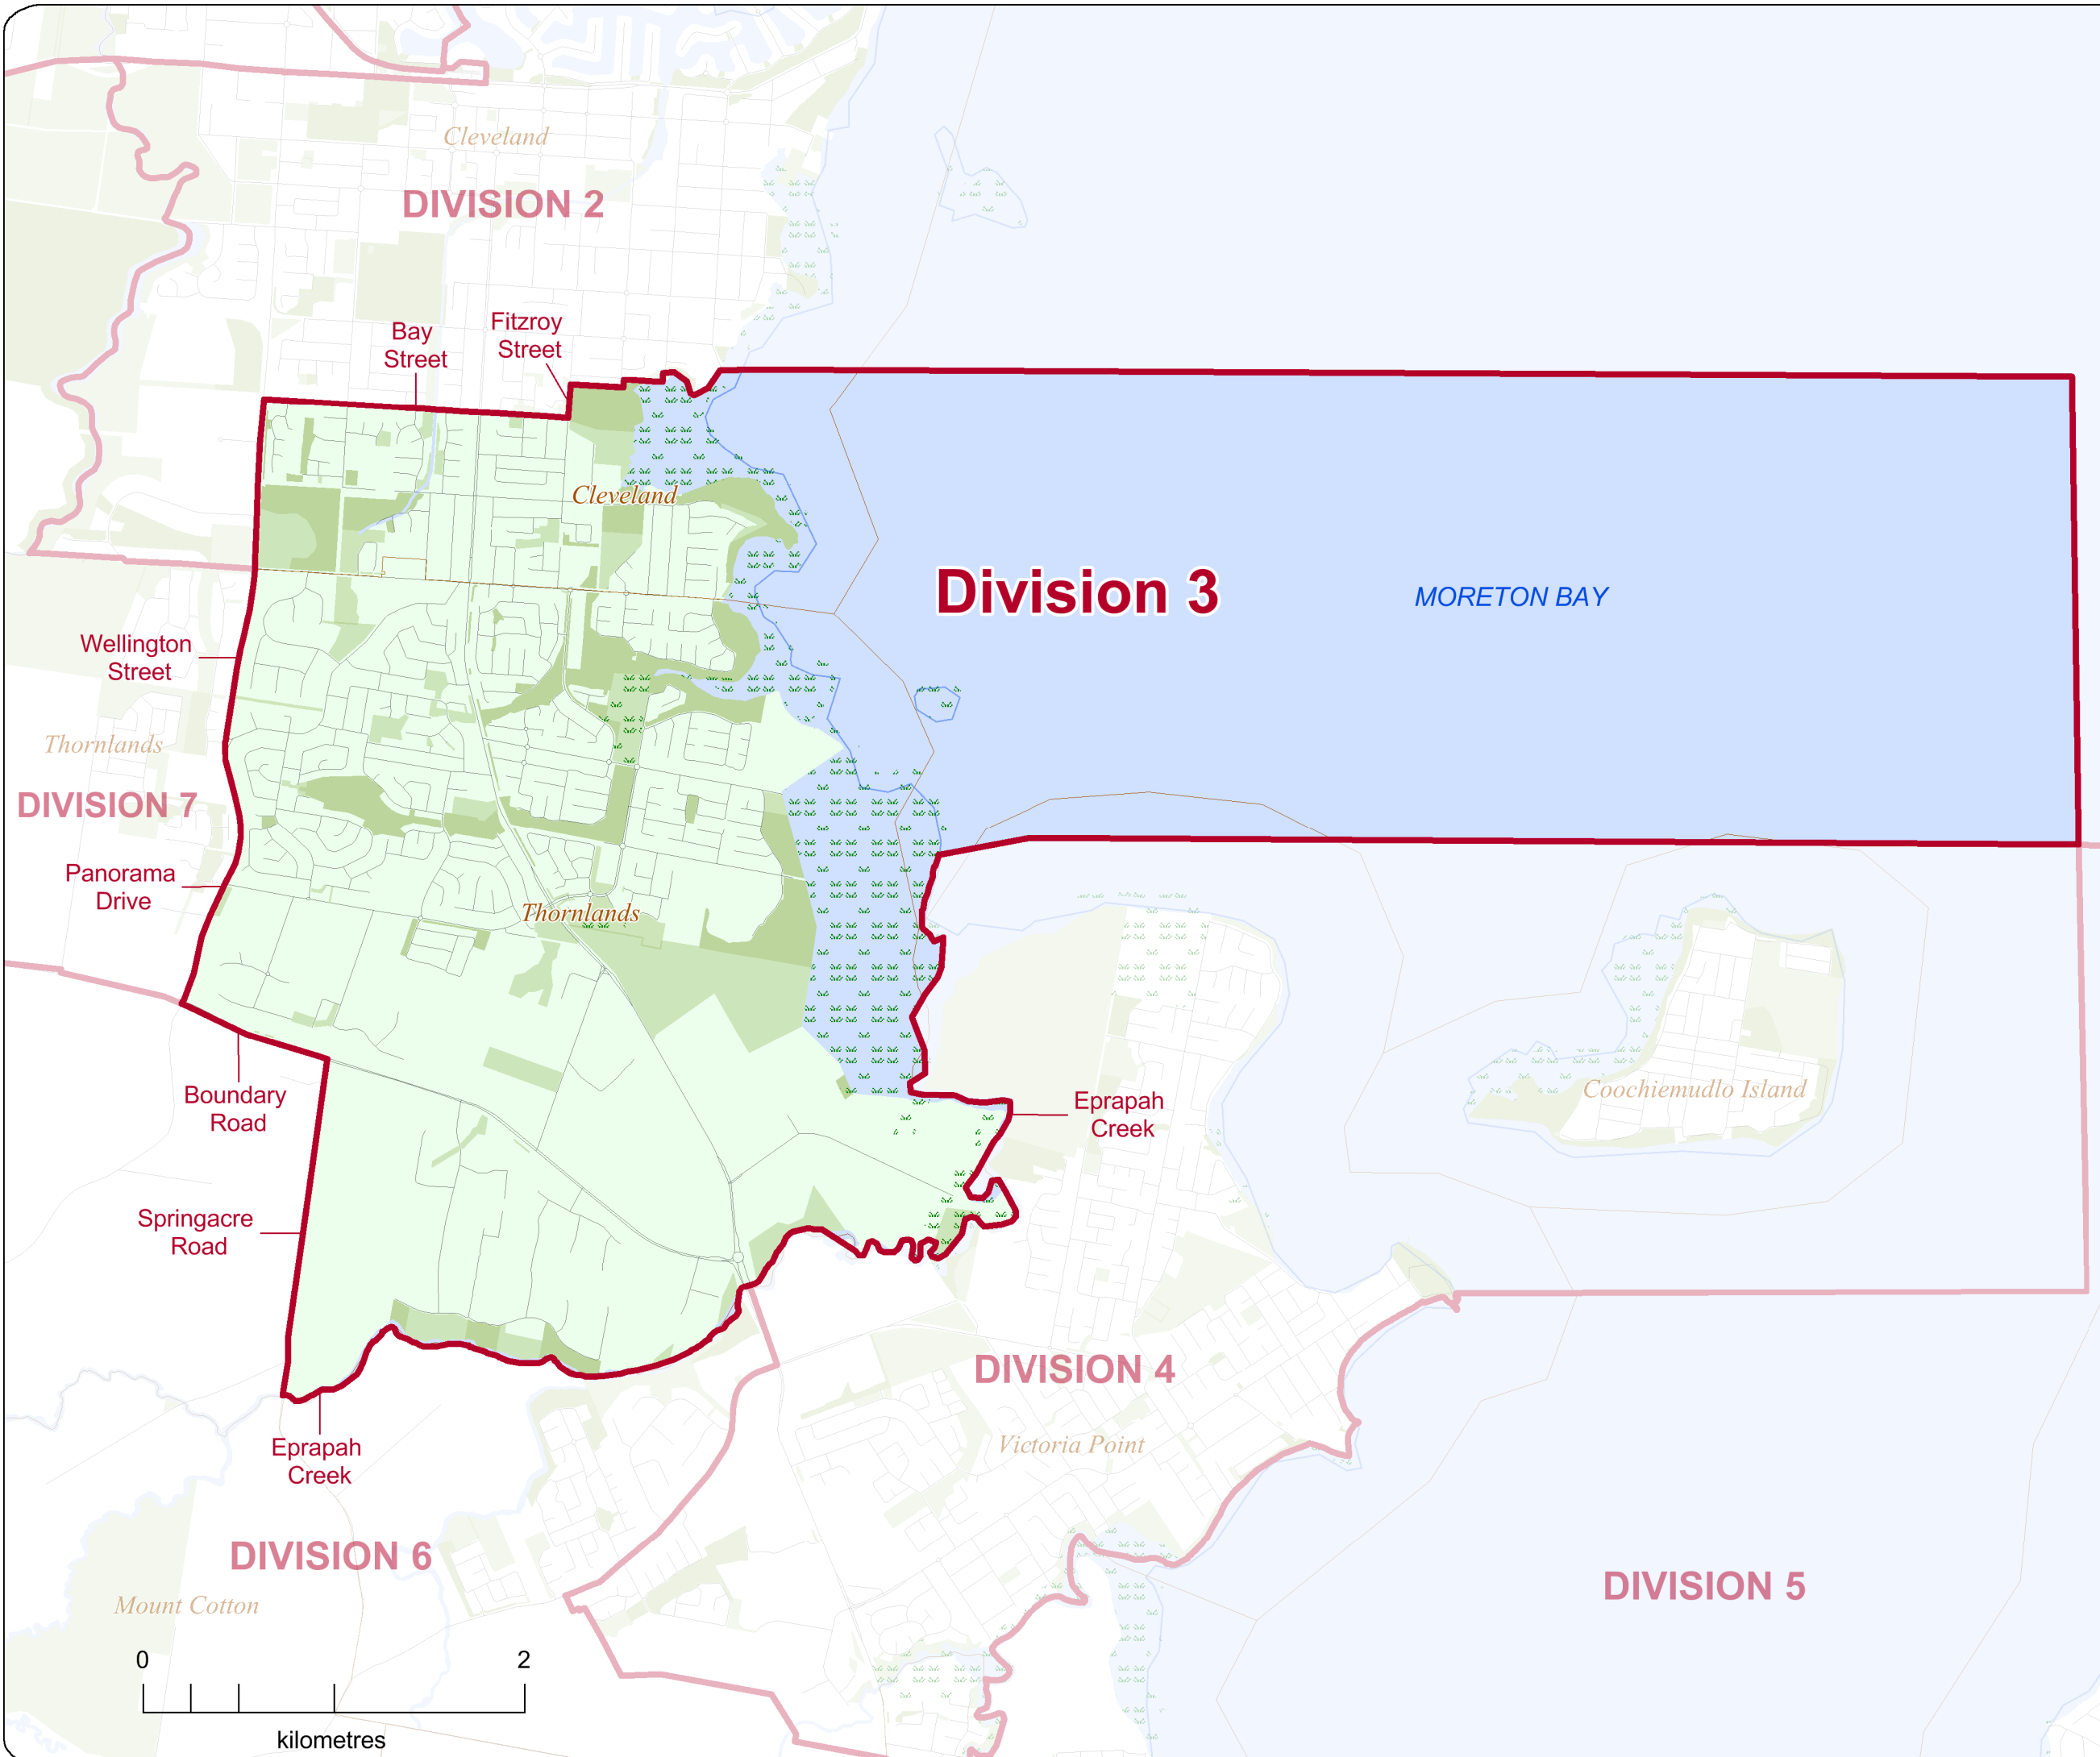 Cleveland
DIVISION 2
Fitzroy
Street
Bay
Street
Cleveland
Division 3
MORETON BAY
Wellington
Street
Thornlands
DIVISION 7
Panorama
Drive
Thornlands
Boundary
Road
Eprapah
Creek
Coochiemudlo Island
Springacre
Road
DIVISION 4
Victoria Point
Eprapah
Creek
DIVISION 6
Mount Cotton
DIVISION 5
0 2
kilometres